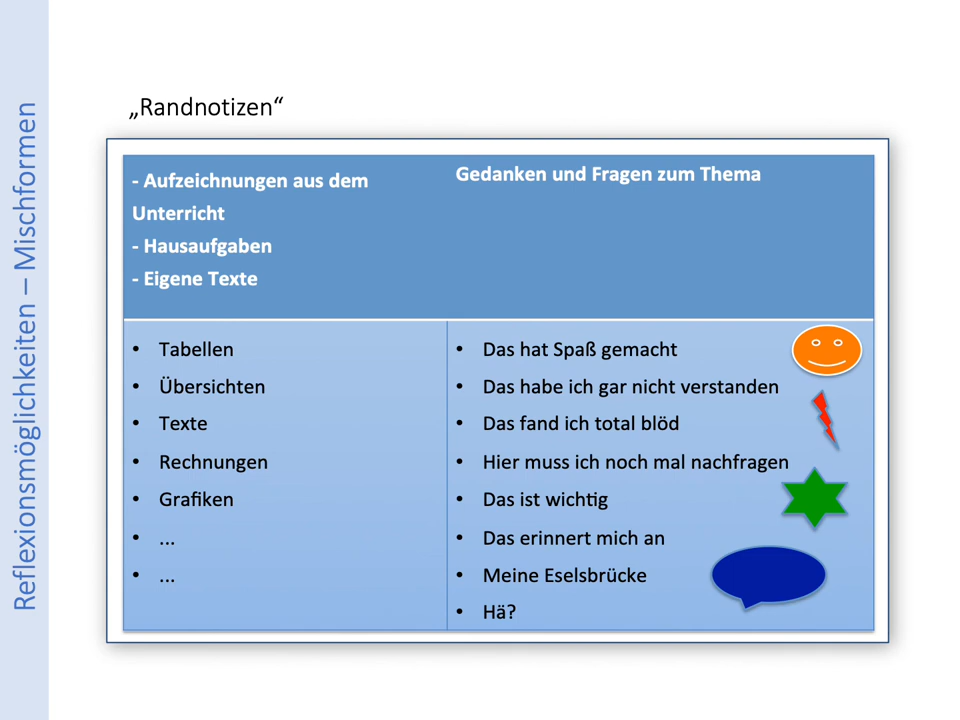 Reflexionsmöglichkeiten – Mischformen
„Randnotizen“
- Aufzeichnungen aus dem
Unterricht
- Hausaufgaben
- Eigene Texte
Gedanken und Fragen zum Thema
• Tabellen
• Übersichten
• Texte
• Rechnungen
• Grafiken
• ...
• ...
• Das hat Spaß gemacht
• Das habe ich gar nicht verstanden
• Das fand ich total blöd
• Hier muss ich noch mal nachfragen
• Das ist wichtig
• Das erinnert mich an
• Meine Eselsbrücke
• Hä?